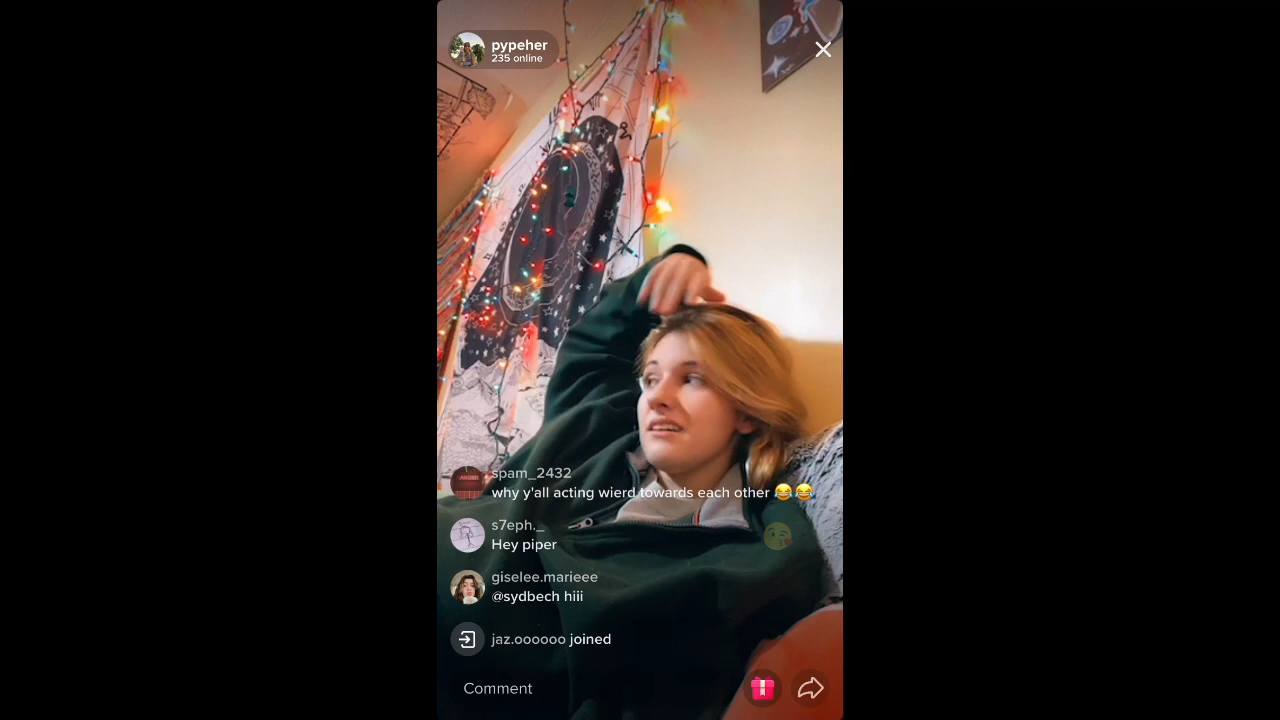 pypeher
235 online
spam_2432
why y'all acting wierd towards each other 😂😂
s7eph._
Hey piper
giselee.marieee
@sydbech hiii
jaz.oooooo joined
Comment